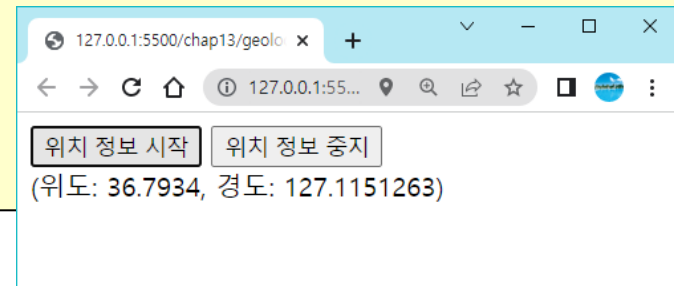 127.0.0.1:5500/chap13/geolo
127.0.0.1:55...
위치 정보 시작 위치 정보 중지
(위도: 36.7934, 경도: 127.1151263)